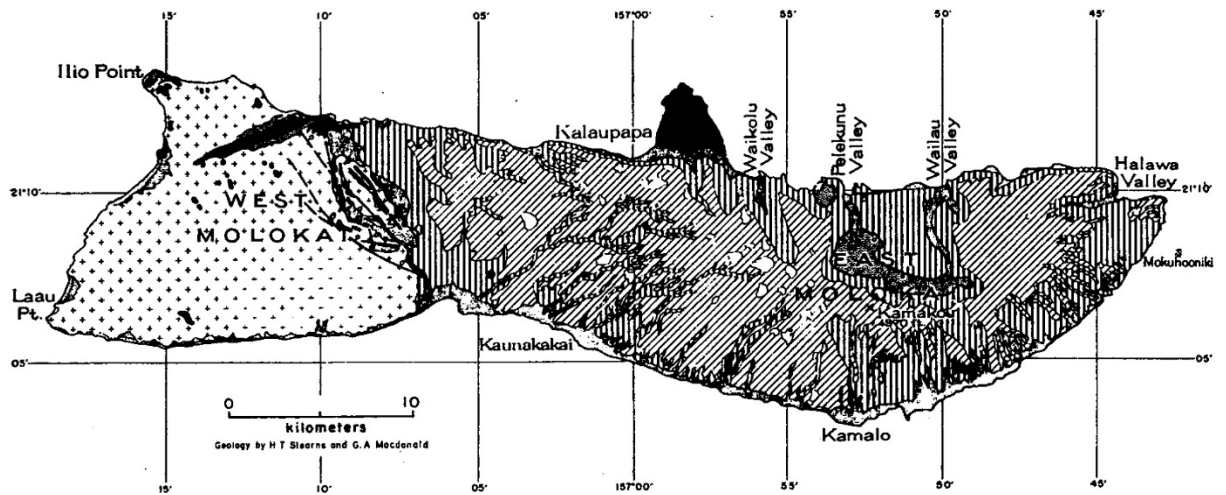 15'
10'
05'
157°00'
55'
50'
45'
Ilio Point
Kalaupapa
Waikolu
Valley
Pelekunu
Valley
Wailau
Valley
Halawa
Valley
21°10'
21°10'
WEST
MOLOKAI
EAST
Mokuhooniki
Laau
Pt.
Kamakou
Kaunakakai
05'
05'
0 10
kilometers
Geology by H T Stearns and G. A Macdonald
Kamalo
15'
10'
05'
157°00'
55'
50'
45'